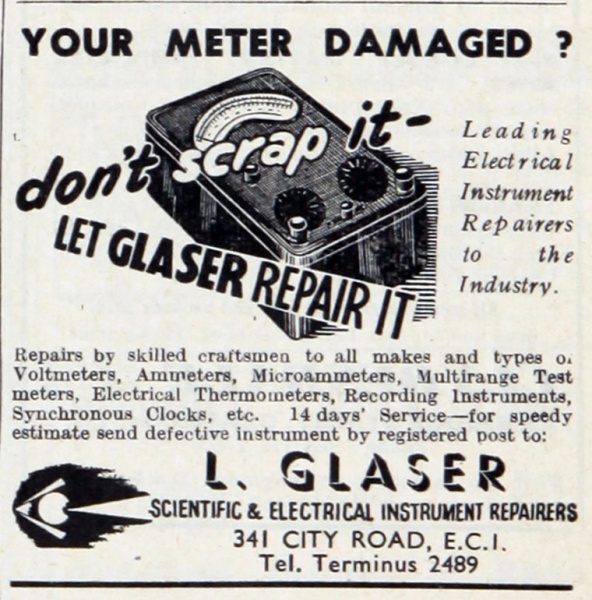 YOUR METER DAMAGED ?
don't scrap it-
LET GLASER REPAIR IT
Leading
Electrical
Instrument
Repairers
to the
Industry.
Repairs by skilled craftsmen to all makes and types of
Voltmeters, Ammeters, Microammeters, Multirange Test
meters, Electrical Thermometers, Recording Instruments,
Synchronous Clocks, etc. 14 days' Service—for speedy
estimate send defective instrument by registered post to:
L. GLASER
SCIENTIFIC & ELECTRICAL INSTRUMENT REPAIRERS
341 CITY ROAD, E.C.I.
Tel. Terminus 2489